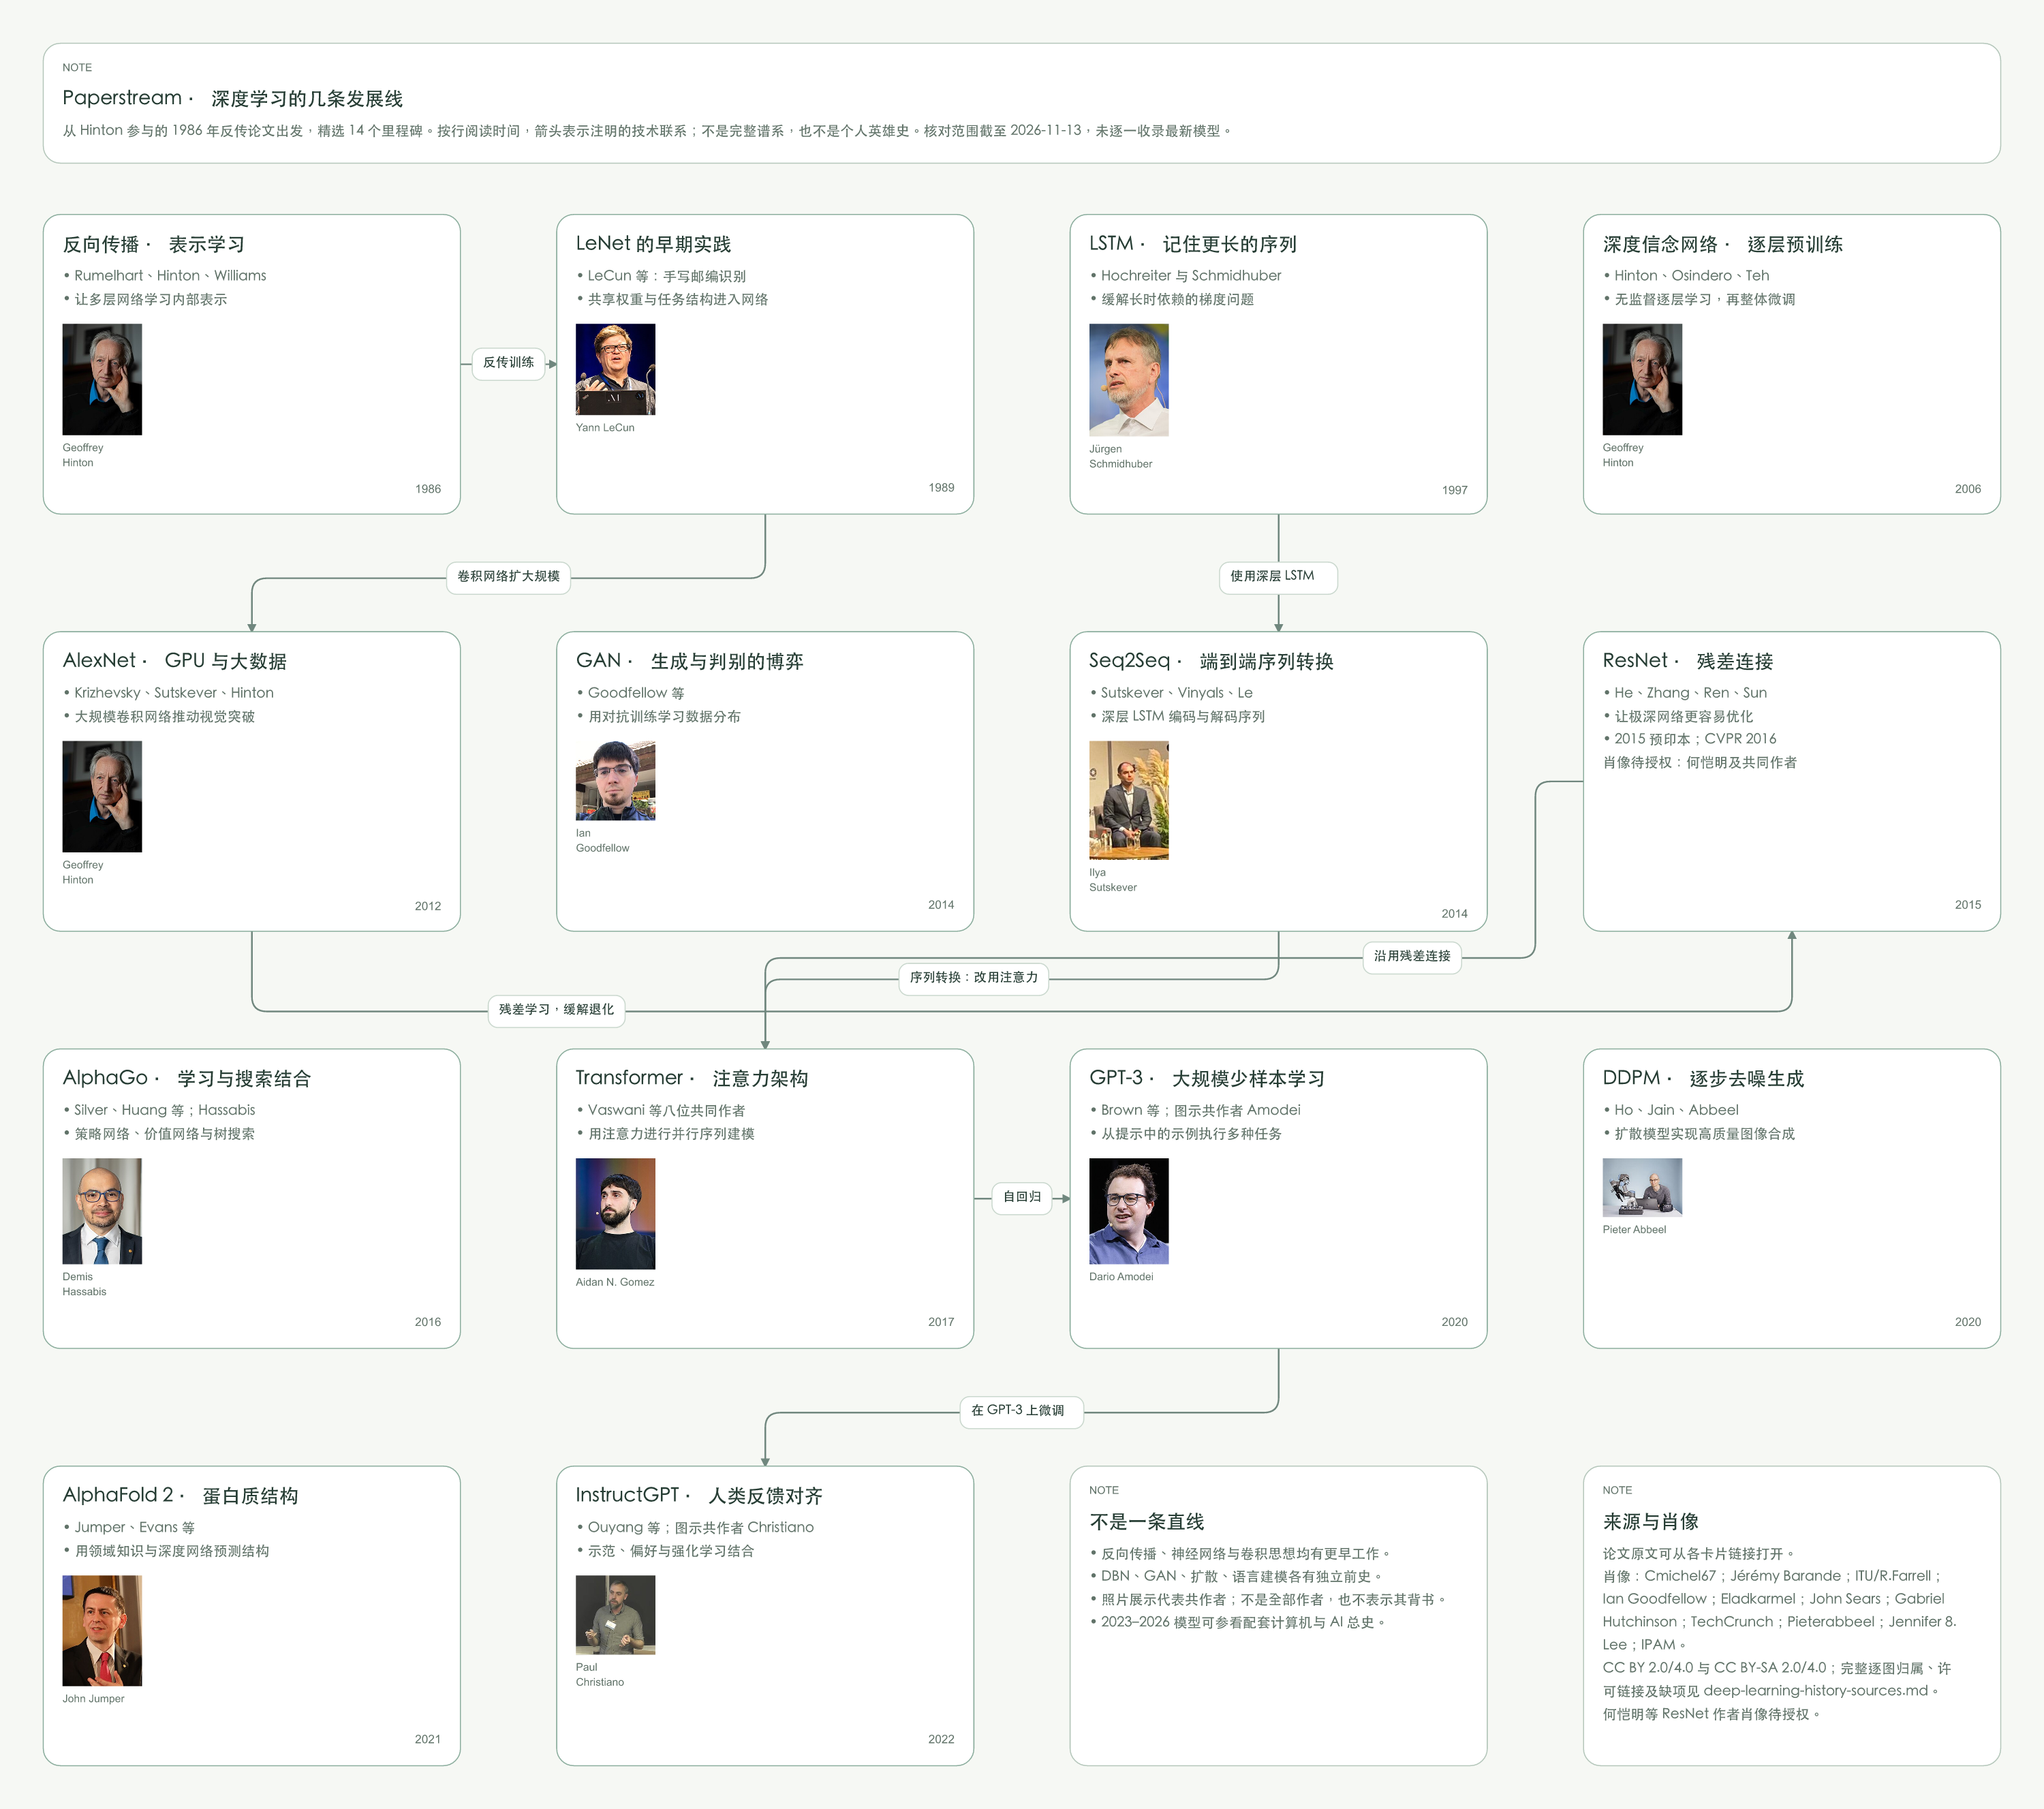 NOTE
Paperstream · 深度学习的几条发展线
从 Hinton 参与的 1986 年反传论文出发，精选 14 个里程碑。按行阅读时间，箭头表示注明的技术联系；不是完整谱系，也不是个人英雄史。核对范围截至 2026-11-13，未逐一收录最新模型。
反向传播 · 表示学习
• Rumelhart、Hinton、Williams
• 让多层网络学习内部表示
Geoffrey
Hinton
1986
反传训练
LeNet 的早期实践
• LeCun 等：手写邮编识别
• 共享权重与任务结构进入网络
Yann LeCun
1989
LSTM · 记住更长的序列
• Hochreiter 与 Schmidhuber
• 缓解长时依赖的梯度问题
Jürgen
Schmidhuber
1997
深度信念网络 · 逐层预训练
• Hinton、Osindero、Teh
• 无监督逐层学习，再整体微调
Geoffrey
Hinton
2006
卷积网络扩大规模
使用深层 LSTM
AlexNet · GPU 与大数据
• Krizhevsky、Sutskever、Hinton
• 大规模卷积网络推动视觉突破
Geoffrey
Hinton
2012
GAN · 生成与判别的博弈
• Goodfellow 等
• 用对抗训练学习数据分布
Ian
Goodfellow
2014
Seq2Seq · 端到端序列转换
• Sutskever、Vinyals、Le
• 深层 LSTM 编码与解码序列
Ilya
Sutskever
2014
ResNet · 残差连接
• He、Zhang、Ren、Sun
• 让极深网络更容易优化
• 2015 预印本；CVPR 2016
肖像待授权：何恺明及共同作者
2015
沿用残差连接
序列转换：改用注意力
残差学习，缓解退化
AlphaGo · 学习与搜索结合
• Silver、Huang 等；Hassabis
• 策略网络、价值网络与树搜索
Demis
Hassabis
2016
Transformer · 注意力架构
• Vaswani 等八位共同作者
• 用注意力进行并行序列建模
Aidan N. Gomez
2017
自回归
GPT-3 · 大规模少样本学习
• Brown 等；图示共作者 Amodei
• 从提示中的示例执行多种任务
Dario Amodei
2020
DDPM · 逐步去噪生成
• Ho、Jain、Abbeel
• 扩散模型实现高质量图像合成
Pieter Abbeel
2020
在 GPT-3 上微调
AlphaFold 2 · 蛋白质结构
• Jumper、Evans 等
• 用领域知识与深度网络预测结构
John Jumper
2021
InstructGPT · 人类反馈对齐
• Ouyang 等；图示共作者 Christiano
• 示范、偏好与强化学习结合
Paul
Christiano
2022
NOTE
不是一条直线
• 反向传播、神经网络与卷积思想均有更早工作。
• DBN、GAN、扩散、语言建模各有独立前史。
• 照片展示代表共作者；不是全部作者，也不表示其背书。
• 2023–2026 模型可参看配套计算机与 AI 总史。
NOTE
来源与肖像
论文原文可从各卡片链接打开。
肖像：Cmichel67；Jérémy Barande；ITU/R.Farrell；
Ian Goodfellow；Eladkarmel；John Sears；Gabriel
Hutchinson；TechCrunch；Pieterabbeel；Jennifer 8.
Lee；IPAM。
CC BY 2.0/4.0 与 CC BY-SA 2.0/4.0；完整逐图归属、许
可链接及缺项见 deep-learning-history-sources.md。
何恺明等 ResNet 作者肖像待授权。